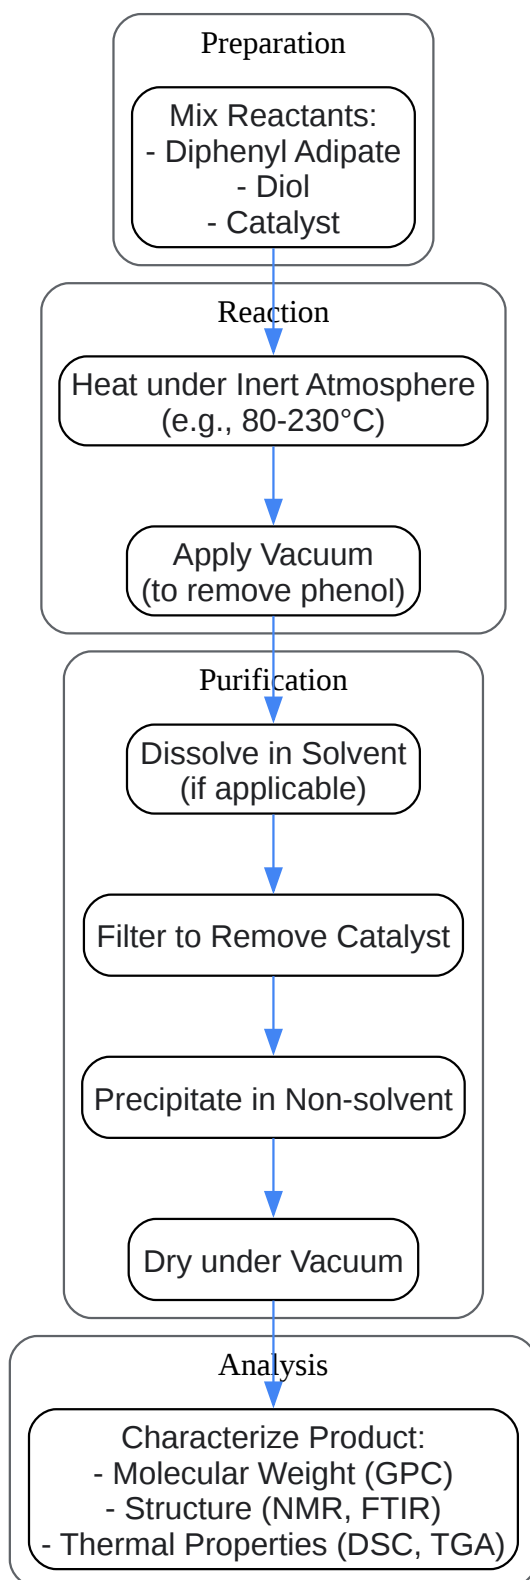 Preparation
Mix Reactants:
- Diphenyl Adipate
- Diol
- Catalyst
Reaction
Heat under Inert Atmosphere
(e.g., 80-230°C)
Apply Vacuum
(to remove phenol)
Purification
Dissolve in Solvent
(if applicable)
Filter to Remove Catalyst
Precipitate in Non-solvent
Dry under Vacuum
Analysis
Characterize Product:
- Molecular Weight (GPC)
- Structure (NMR, FTIR)
- Thermal Properties (DSC, TGA)